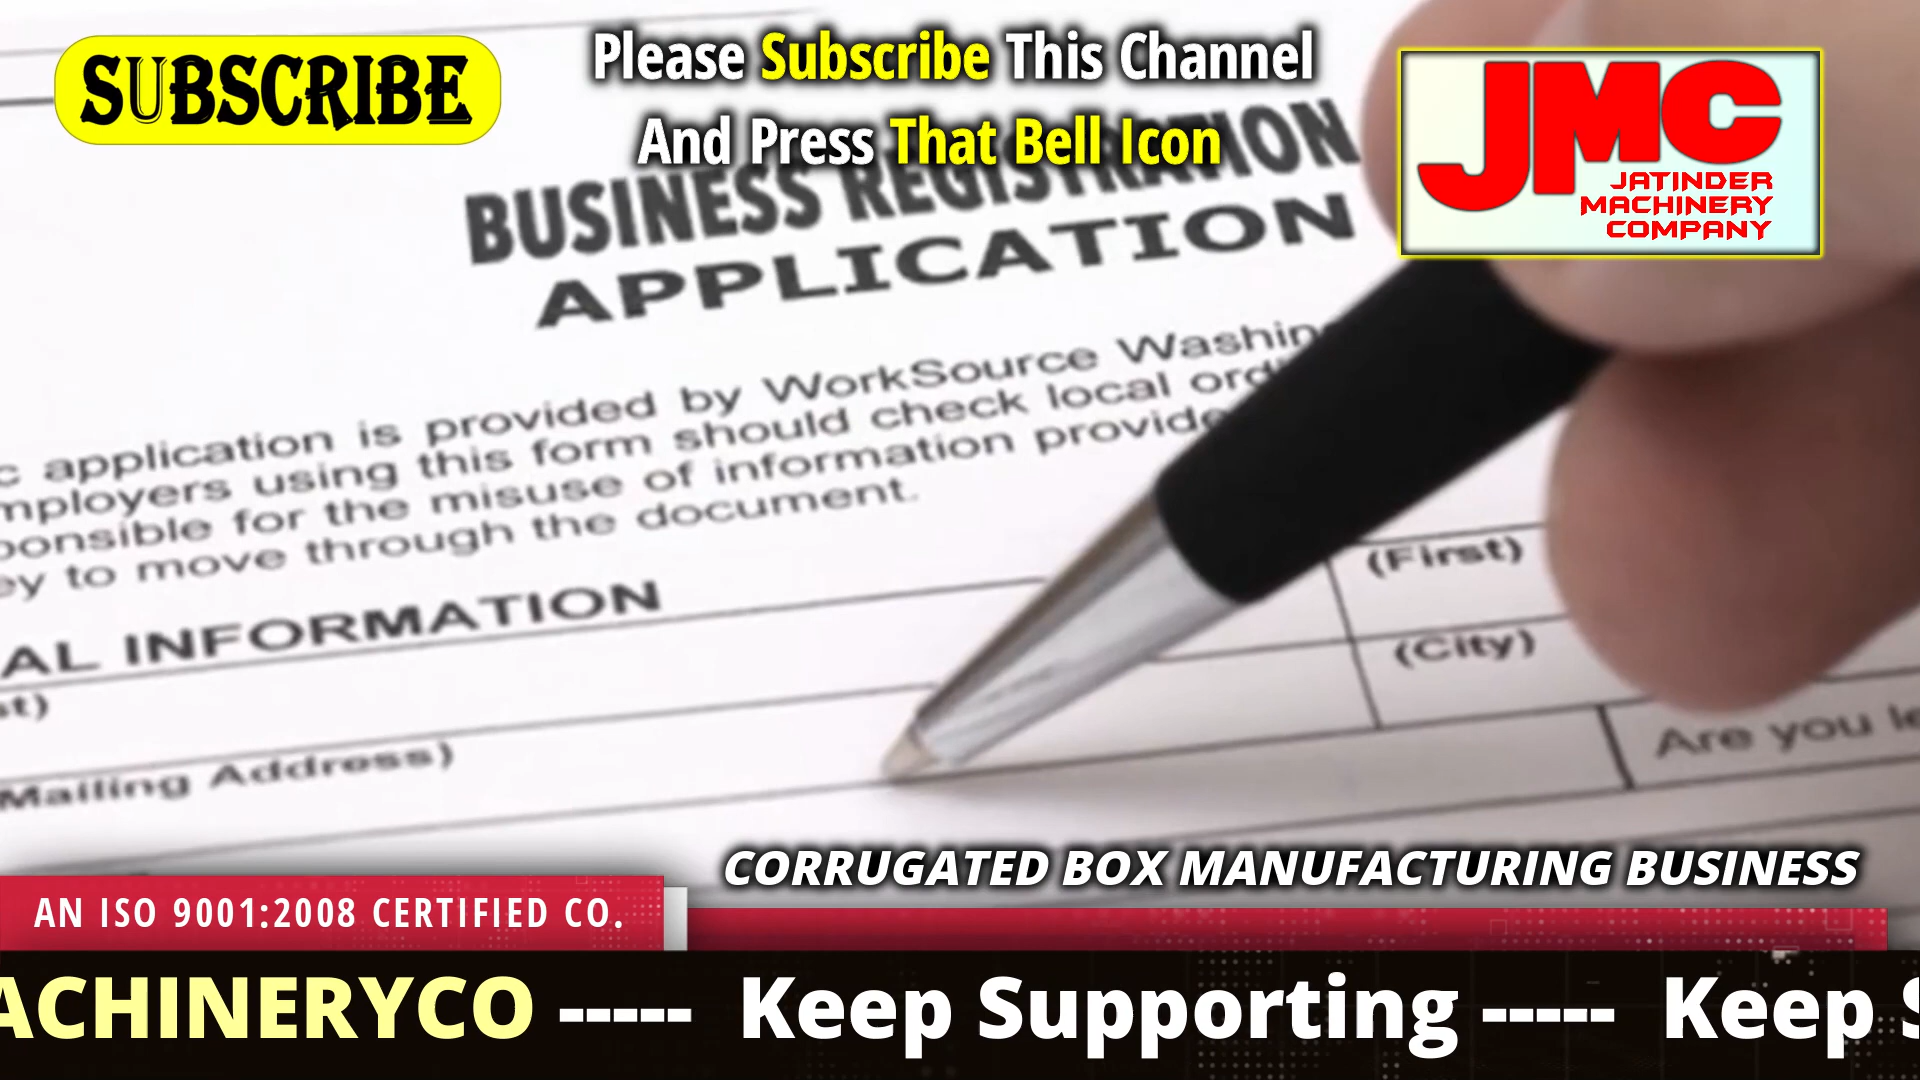 SUBSCRIBE
Please Subscribe This Channel
And Press That Bell Icon
JMC
JATINDER
MACHINERY
COMPANY
BUSINESS REGISTRATION
APPLICATION
c application is provided by WorkSource Washin
mployers using this form should check local ordi
ponsible for the misuse of information provide
ey to move through the document.
AL INFORMATION
(First)
st)
(City)
Mailing Address)
Are you le
CORRUGATED BOX MANUFACTURING BUSINESS
AN ISO 9001:2008 CERTIFIED CO.
ACHINERYCO ----- Keep Supporting ----- Keep S